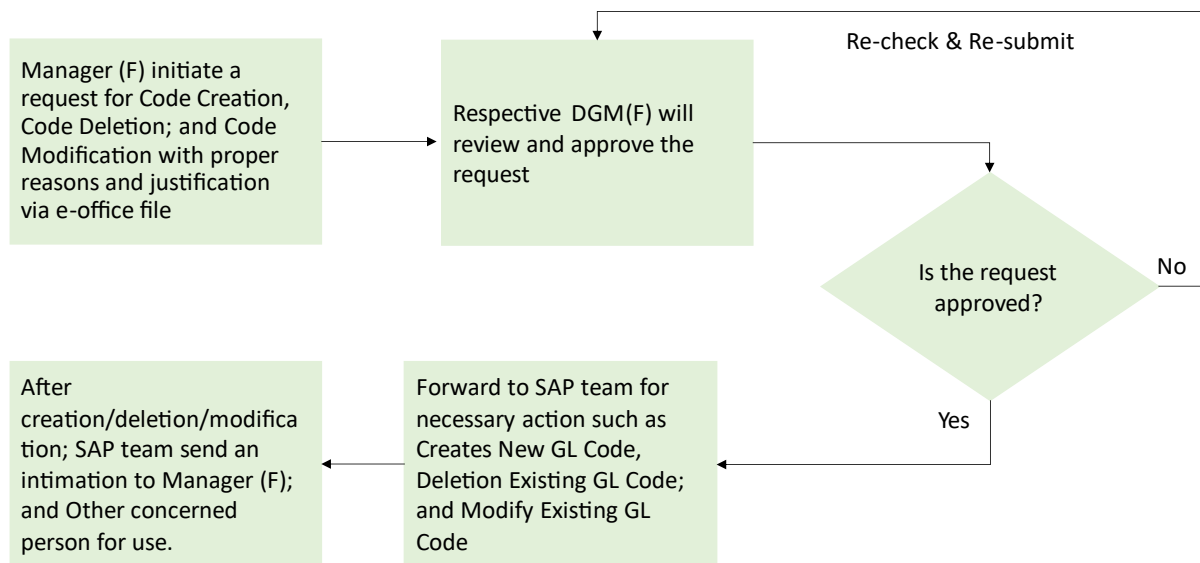 Re-check & Re-submit
Manager (F) initiate a
request for Code Creation,
Code Deletion; and Code
Modification with proper
reasons and justification
via e-office file
Respective DGM(F) will
review and approve the
request
Is the request
approved?
No
Yes
Forward to SAP team for
necessary action such as
Creates New GL Code,
Deletion Existing GL Code;
and Modify Existing GL
Code
After
creation/deletion/modifica
tion; SAP team send an
intimation to Manager (F);
and Other concerned
person for use.